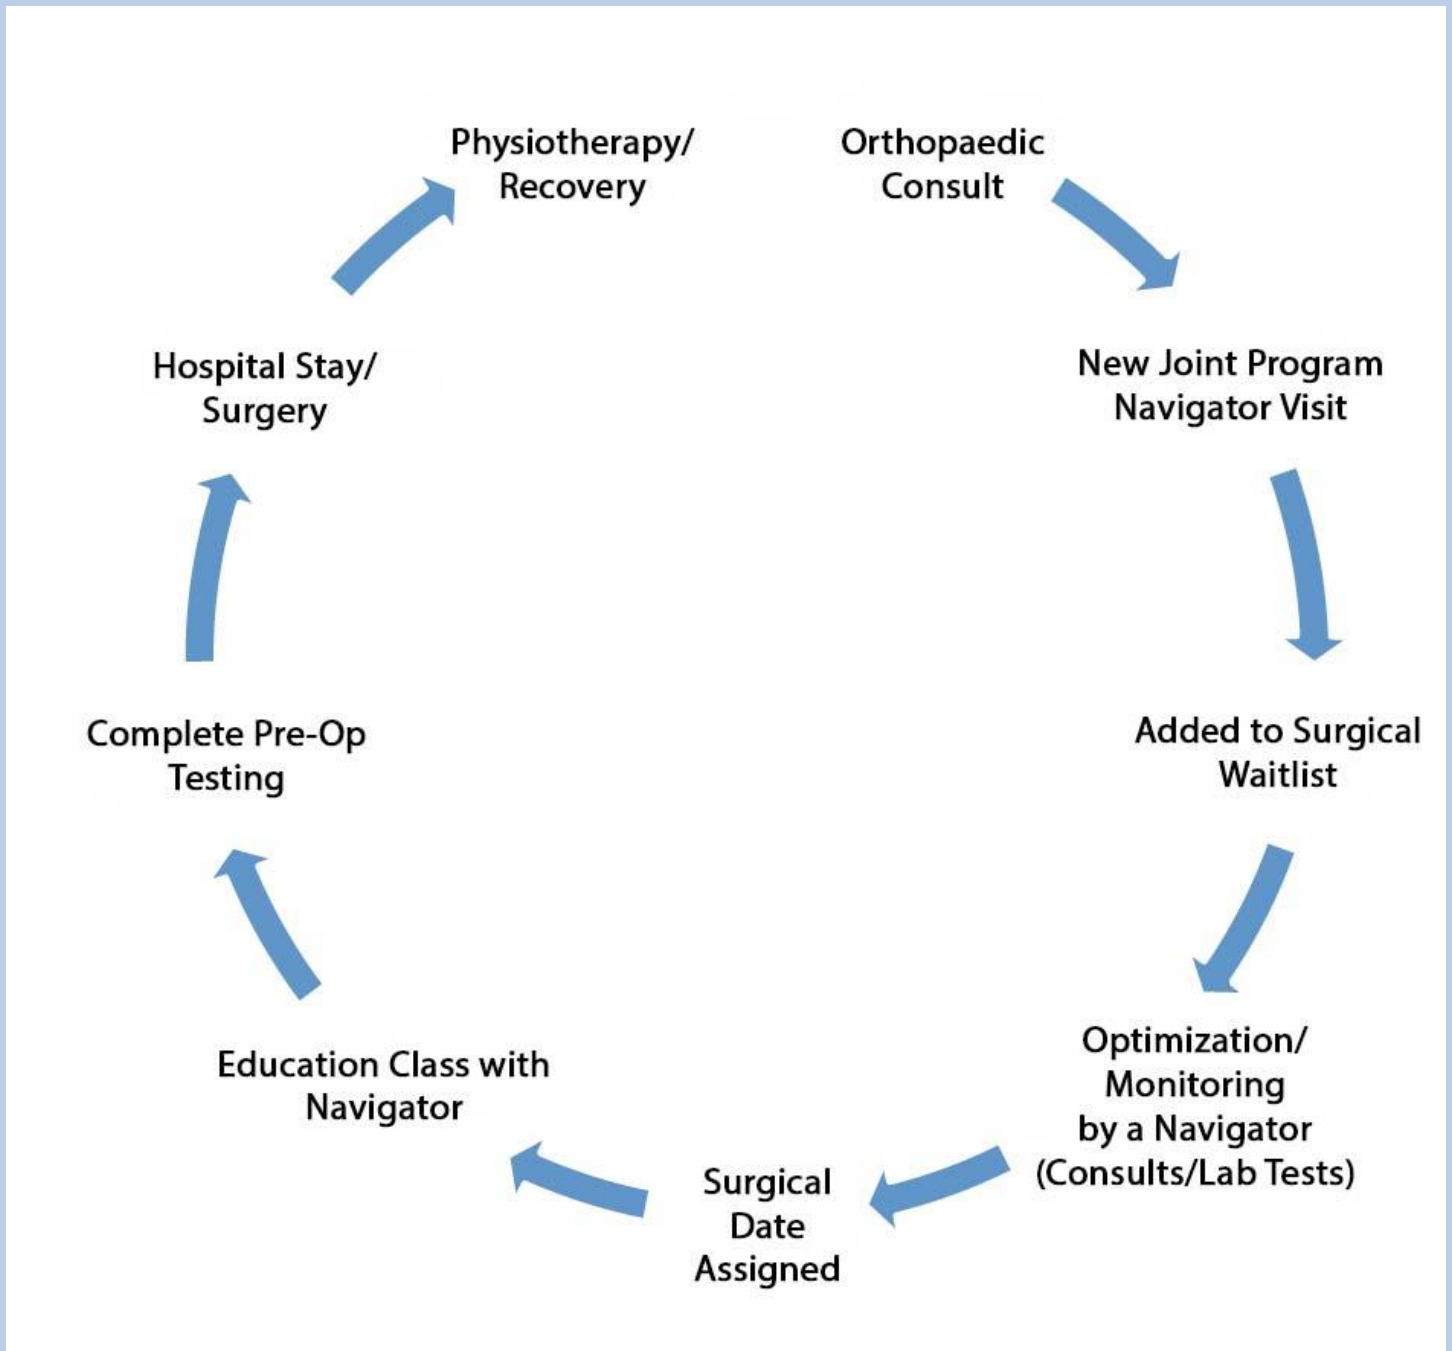 Orthopaedic
Consult
New Joint Program
Navigator Visit
Added to Surgical
Waitlist
Optimization/
Monitoring
by a Navigator
(Consults/Lab Tests)
Surgical
Date
Assigned
Education Class with
Navigator
Complete Pre-Op
Testing
Hospital Stay/
Surgery
Physiotherapy/
Recovery